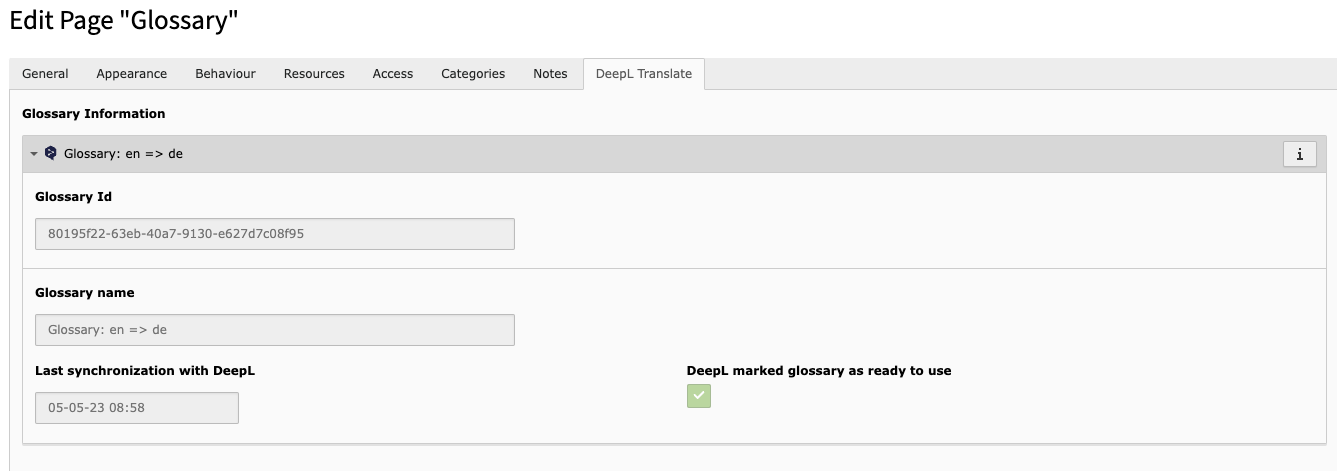 Edit Page "Glossary"
General Appearance Behaviour Resources Access Categories Notes DeepL Translate
Glossary Information
Glossary: en => de
i
Glossary Id
80195f22-63eb-40a7-9130-e627d7c08f95
Glossary name
Glossary: en => de
Last synchronization with DeepL DeepL marked glossary as ready to use
05-05-23 08:58